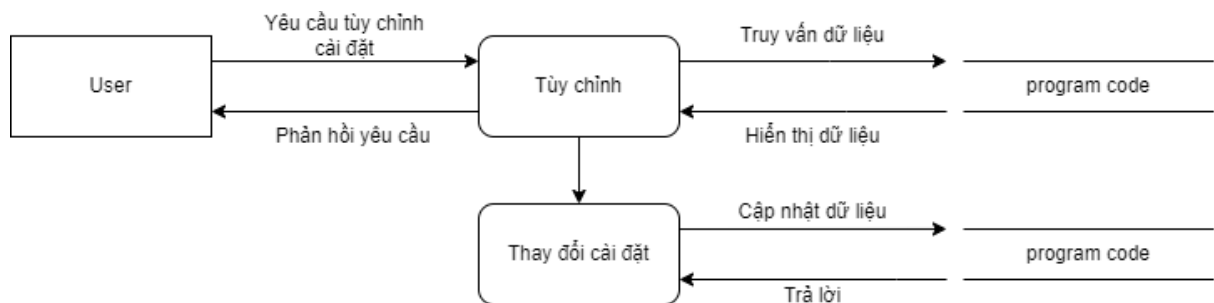 Yêu cầu tùy chỉnh
cài đặt
Truy vấn dữ liệu
User
Tùy chỉnh
program code
Phản hồi yêu cầu
Hiển thị dữ liệu
Cập nhật dữ liệu
Thay đổi cài đặt
program code
Trả lời